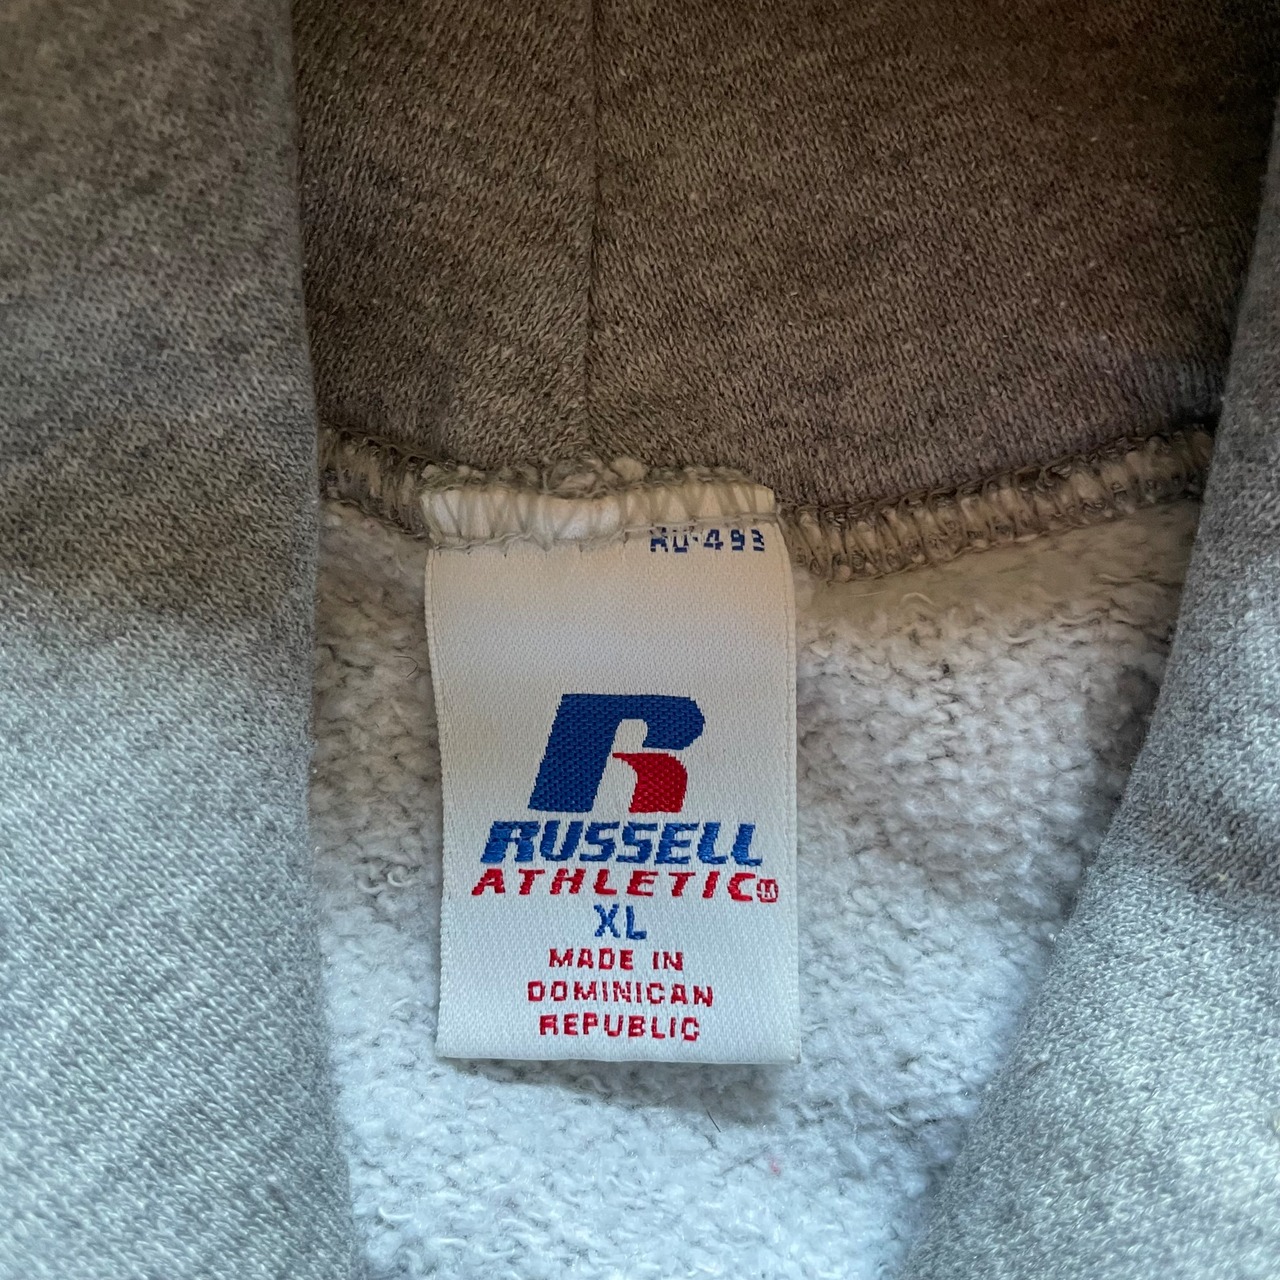 RU-493
RUSSELL
ATHLETIC
XL
MADE IN
DOMINICAN
REPUBLIC